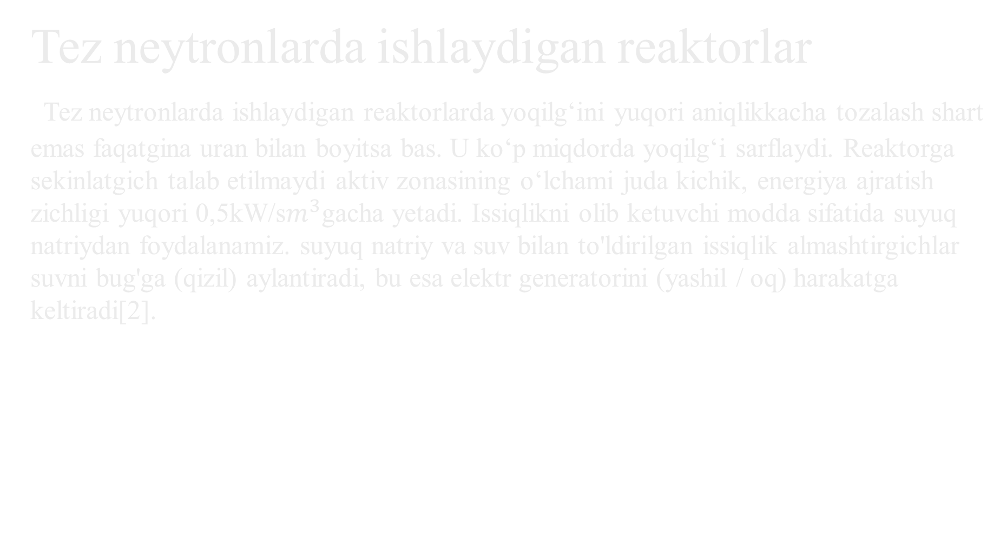 Tez neytronlarda ishlaydigan reaktorlar
Tez neytronlarda ishlaydigan reaktorlarda yoqilg‘ini yuqori aniqlikkacha tozalash shart
emas faqatgina uran bilan boyitsa bas. U ko‘p miqdorda yoqilg‘i sarflaydi. Reaktorga
sekinlatgich talab etilmaydi aktiv zonasining o‘lchami juda kichik, energiya ajratish
zichligi yuqori 0,5kW/sm³gacha yetadi. Issiqlikni olib ketuvchi modda sifatida suyuq
natriydan foydalanamiz. suyuq natriy va suv bilan to'ldirilgan issiqlik almashtirgichlar
suvni bug'ga (qizil) aylantiradi, bu esa elektr generatorini (yashil / oq) harakatga
keltiradi[2].